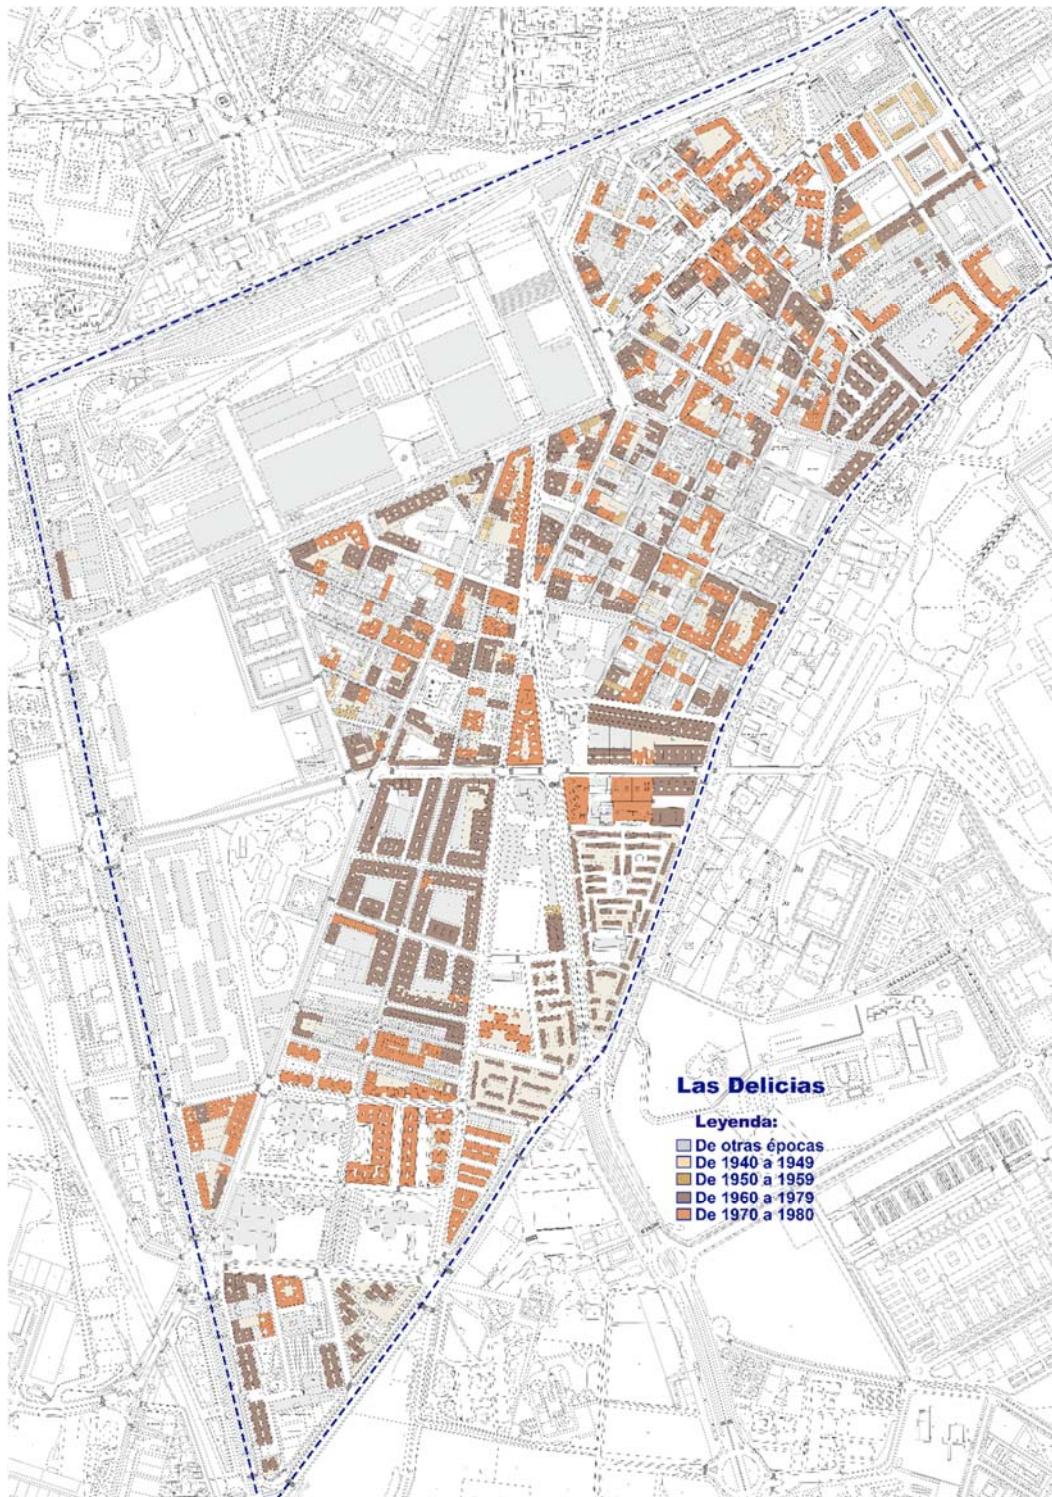 Las Delicias
Leyenda:
De otras épocas
De 1940 a 1949
De 1950 a 1959
De 1960 a 1979
De 1970 a 1980